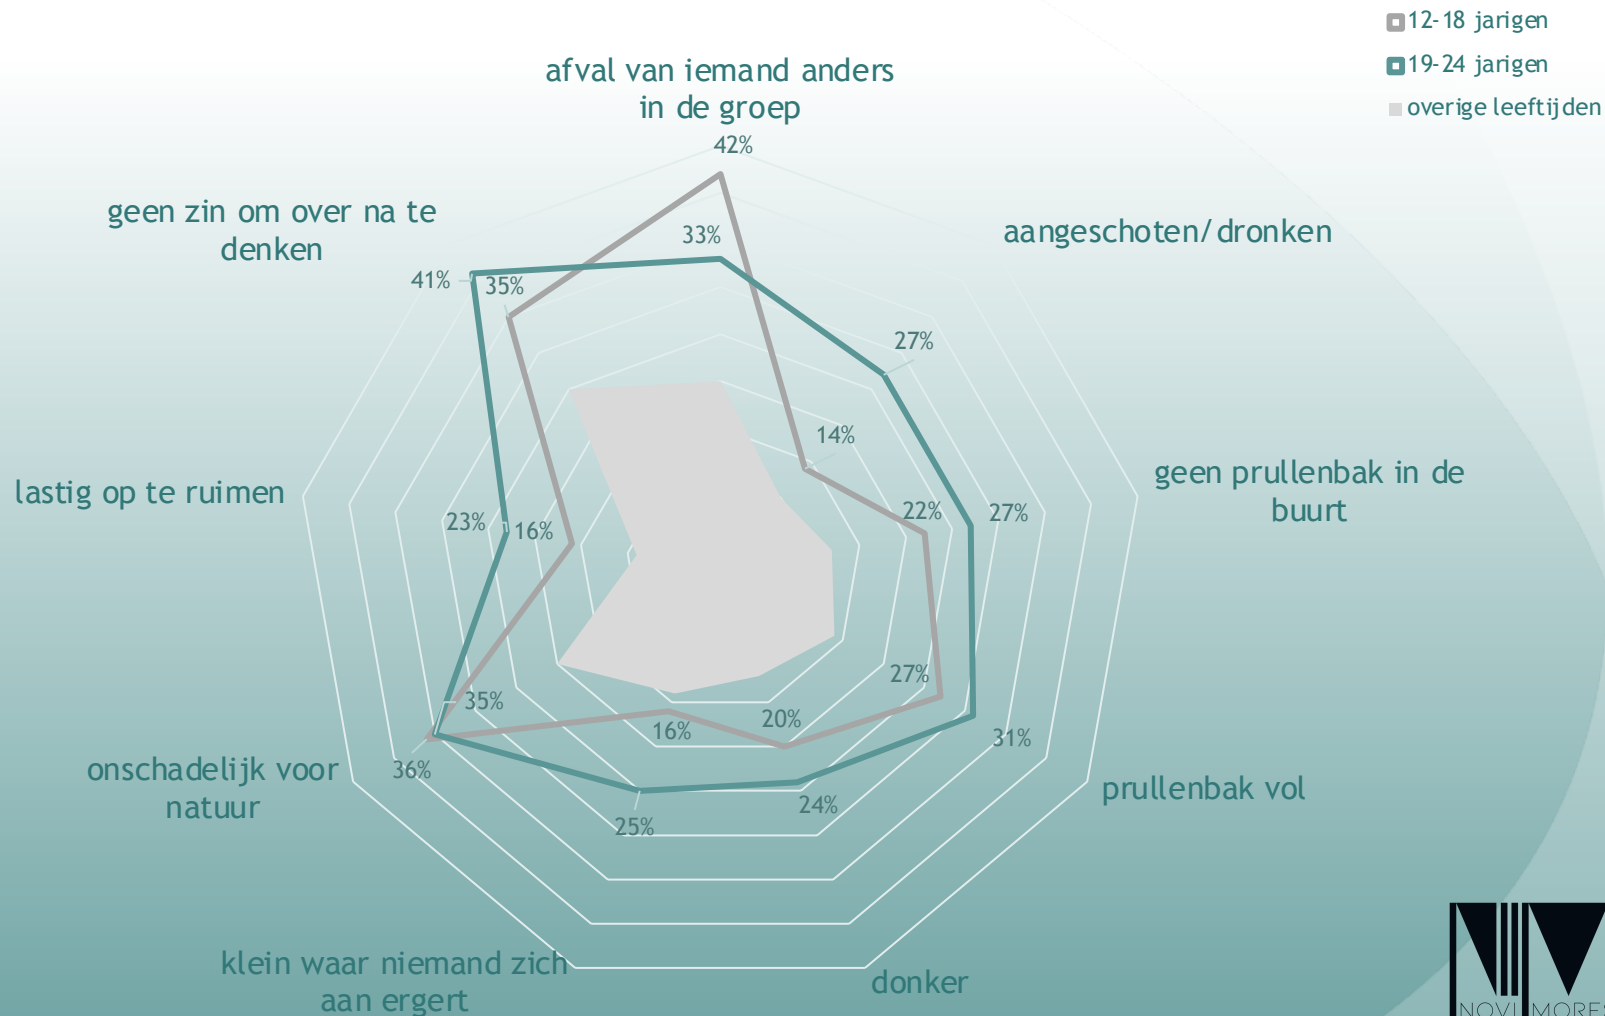 12-18 jarigen
19-24 jarigen
overige leeftijden
afval van iemand anders
in de groep
42%
geen zin om over na te
denken
33%
aangeschoten/dronken
41%
35%
27%
14%
lastig op te ruimen
geen prullenbak in de
buurt
23%
16%
22%
27%
35%
27%
16%
20%
31%
36%
onschadelijk voor
natuur
prullenbak vol
25%
24%
klein waar niemand zich
aan ergert
donker
NOVI MORES